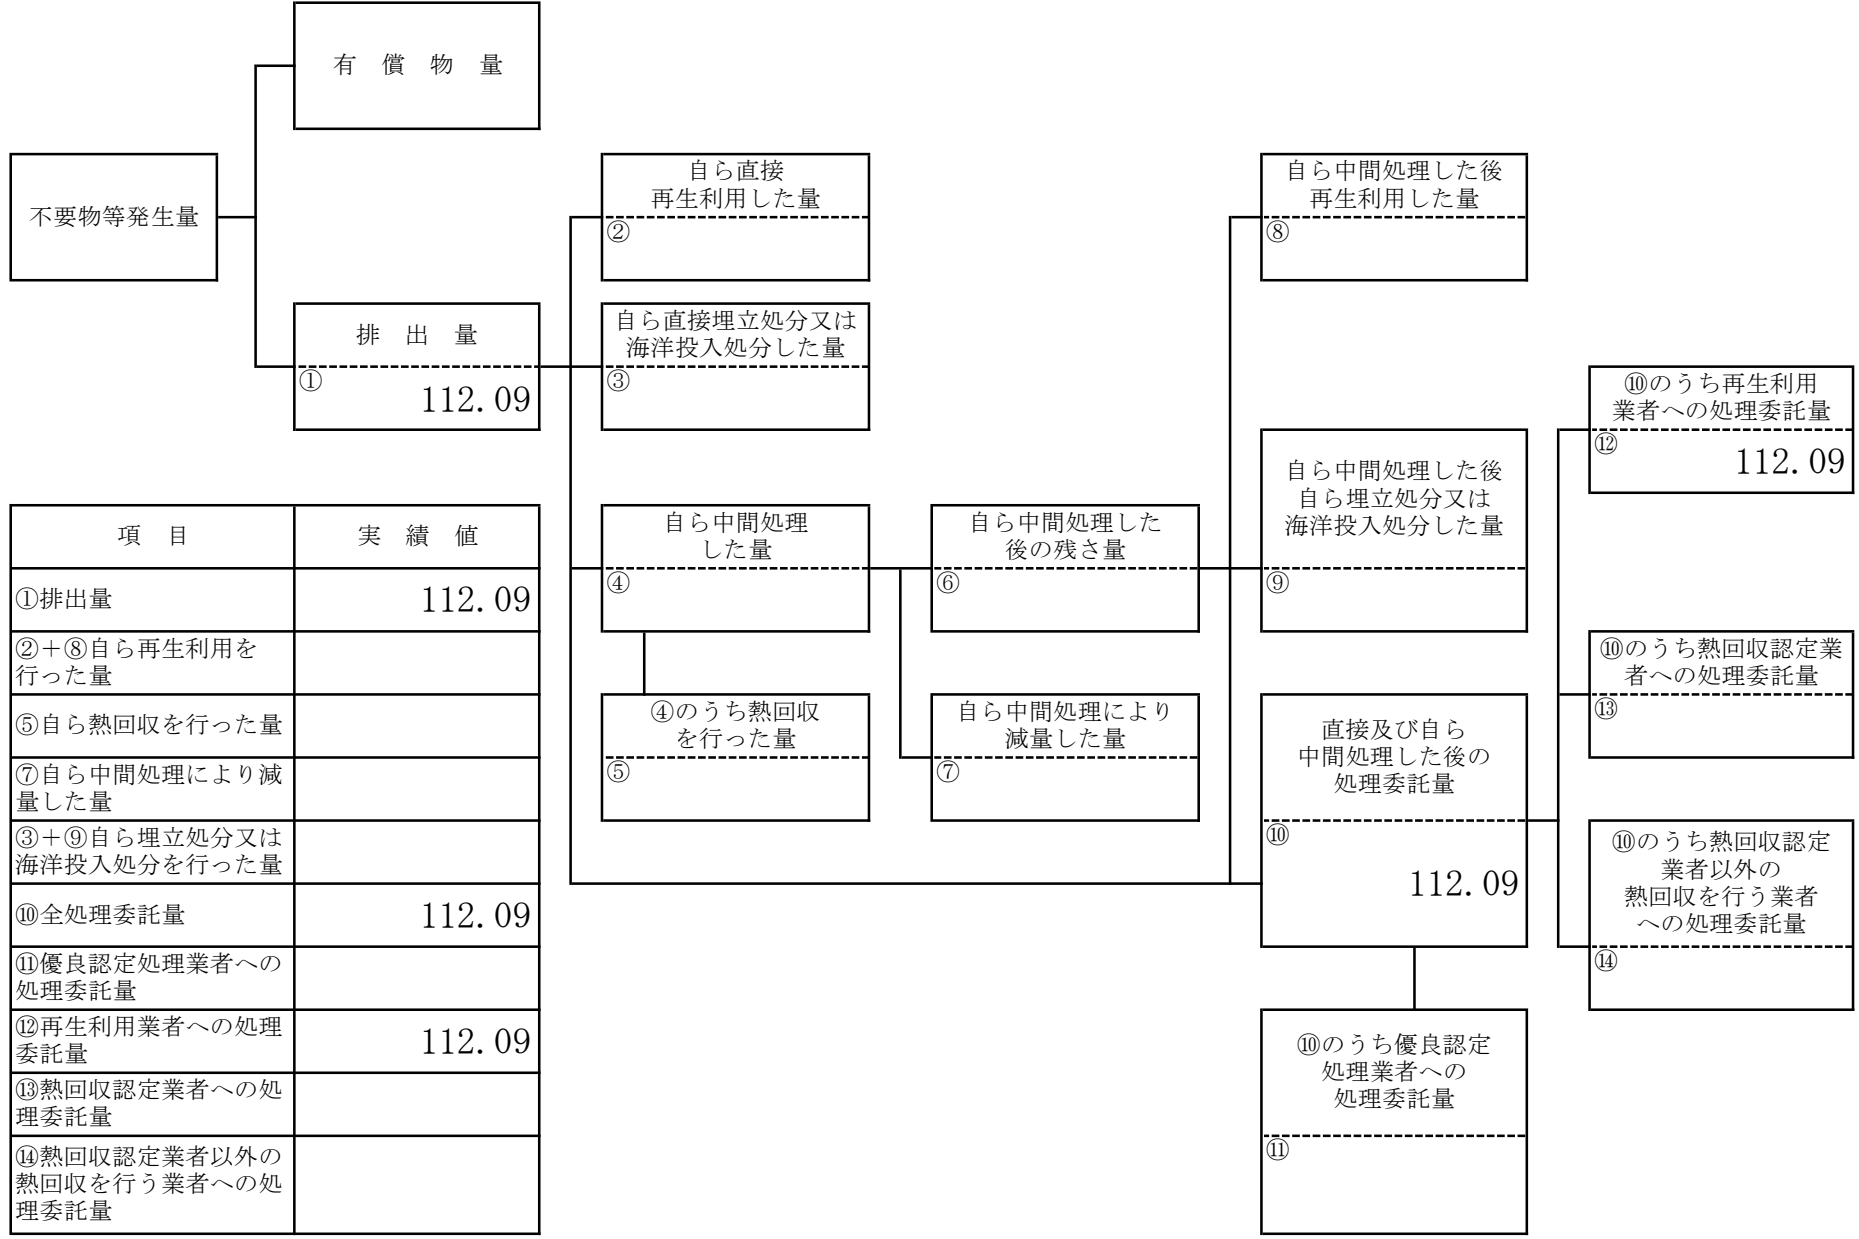 有　償　物　量
不要物等発生量
排　出　量
①
112.09
自ら直接
再生利用した量
②
自ら直接埋立処分又は
海洋投入処分した量
③
自ら中間処理
した量
④
④のうち熱回収
を行った量
⑤
自ら中間処理した
後の残さ量
⑥
自ら中間処理により
減量した量
⑦
自ら中間処理した後
再生利用した量
⑧
自ら中間処理した後
自ら埋立処分又は
海洋投入処分した量
⑨
直接及び自ら
中間処理した後の
処理委託量
⑩
112.09
⑩のうち優良認定
処理業者への
処理委託量
⑪
⑩のうち再生利用
業者への処理委託量
⑫
112.09
⑩のうち熱回収認定業
者への処理委託量
⑬
⑩のうち熱回収認定
業者以外の
熱回収を行う業者
への処理委託量
⑭
項　目　実　績　値
①排出量　112.09
②＋⑧自ら再生利用を
行った量
⑤自ら熱回収を行った量
⑦自ら中間処理により減
量した量
③＋⑨自ら埋立処分又は
海洋投入処分を行った量
⑩全処理委託量　112.09
⑪優良認定処理業者への
処理委託量
⑫再生利用業者への処理
委託量　112.09
⑬熱回収認定業者への処
理委託量
⑭熱回収認定業者以外の
熱回収を行う業者への処
理委託量